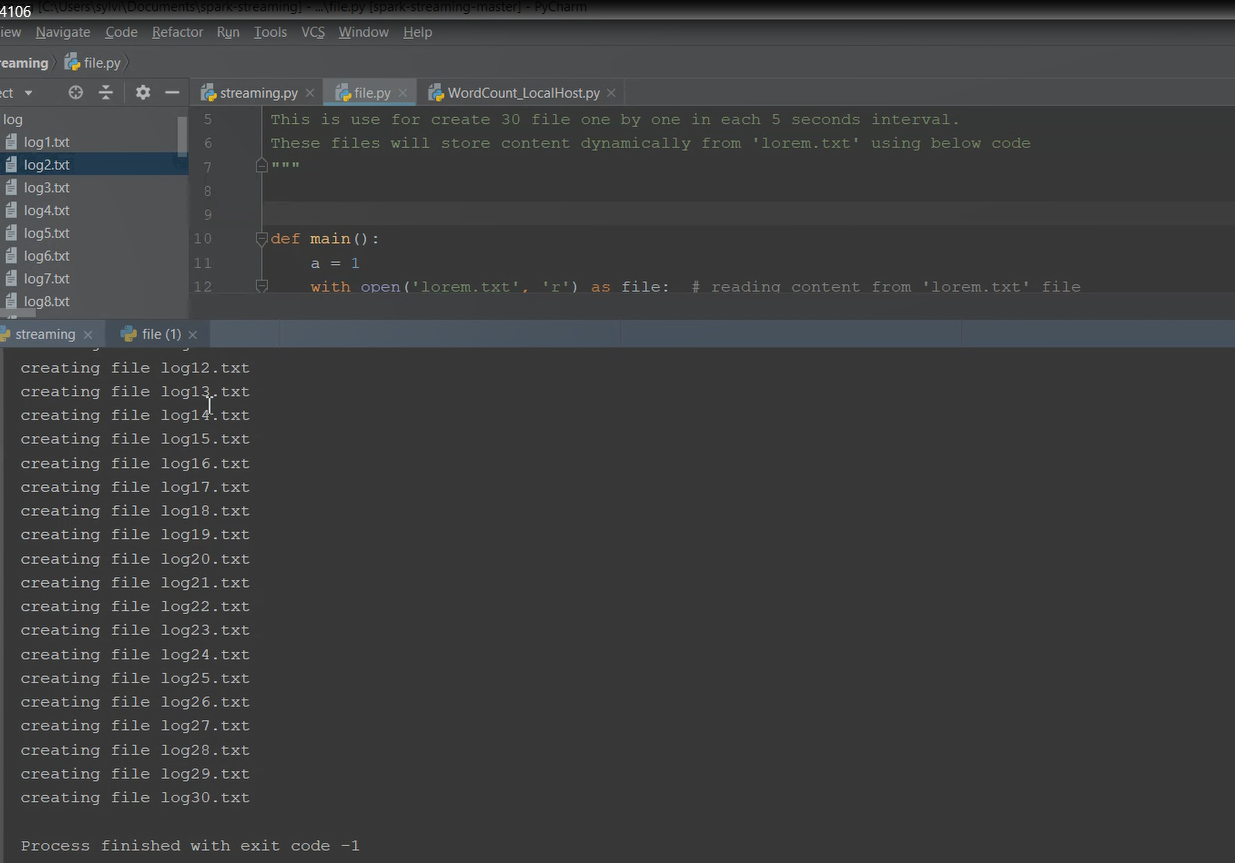 4106
[C:\Users\sylvi\Documents\spark-streaming] - ...\file.py [spark-streaming-master] - PyCharm
iew Navigate Code Refactor Run Tools VCS Window Help
reaming file.py
ect
streaming.py file.py WordCount_LocalHost.py
log
log1.txt
log2.txt
log3.txt
log4.txt
log5.txt
log6.txt
log7.txt
log8.txt
5 This is use for create 30 file one by one in each 5 seconds interval.
6 These files will store content dynamically from 'lorem.txt' using below code
7 """
8
9
10 def main():
11 a = 1
12 with open('lorem.txt', 'r') as file: # reading content from 'lorem.txt' file
streaming file (1)
creating file log12.txt
creating file log13.txt
creating file log14.txt
creating file log15.txt
creating file log16.txt
creating file log17.txt
creating file log18.txt
creating file log19.txt
creating file log20.txt
creating file log21.txt
creating file log22.txt
creating file log23.txt
creating file log24.txt
creating file log25.txt
creating file log26.txt
creating file log27.txt
creating file log28.txt
creating file log29.txt
creating file log30.txt
Process finished with exit code -1